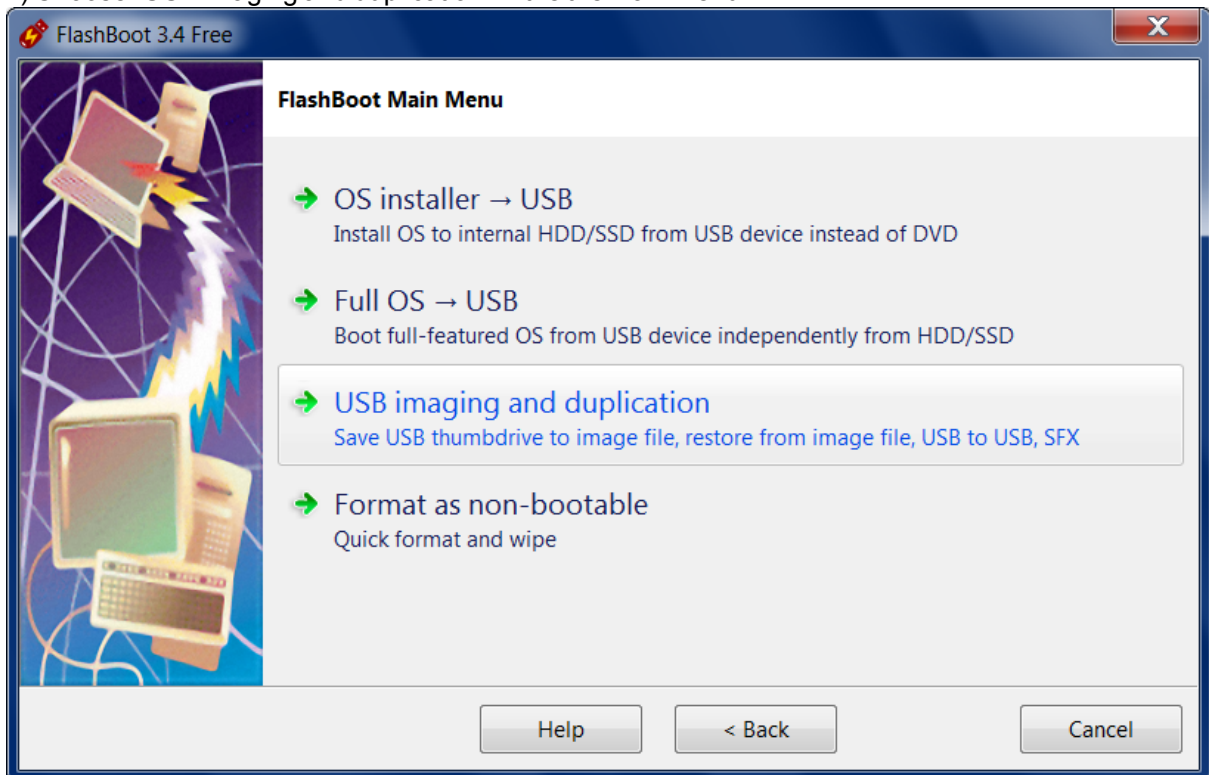 FlashBoot 3.4 Free
FlashBoot Main Menu
OS installer → USB
Install OS to internal HDD/SSD from USB device instead of DVD
Full OS → USB
Boot full-featured OS from USB device independently from HDD/SSD
USB imaging and duplication
Save USB thumbdrive to image file, restore from image file, USB to USB, SFX
Format as non-bootable
Quick format and wipe
Help
< Back
Cancel